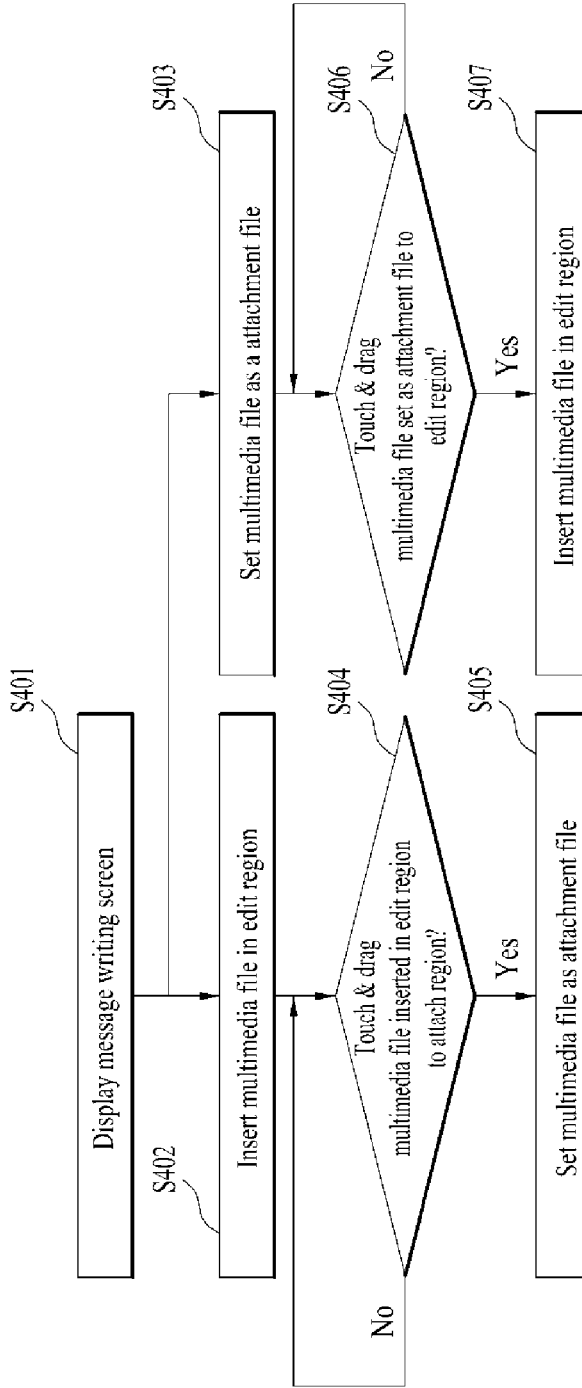 S401
Display message writing screen
S402
Insert multimedia file in edit region
S403
Set multimedia file as a attachment file
S404
Touch & drag
multimedia file inserted in edit region
to attach region?
No
Yes
S405
Set multimedia file as attachment file
S406
Touch & drag
multimedia file set as attachment file to
edit region?
No
Yes
S407
Insert multimedia file in edit region